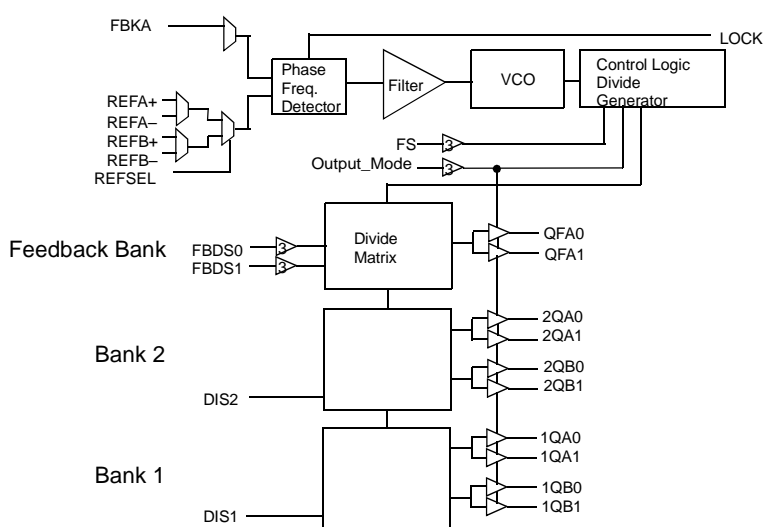 FBKA
LOCK
Phase
Freq.
Detector
Filter
VCO
Control Logic
Divide
Generator
REFA+
REFA–
REFB+
REFB–
REFSEL
FS
3
Output_Mode
3
Feedback Bank
FBDS0
3
FBDS1
3
Divide
Matrix
QFA0
QFA1
Bank 2
2QA0
2QA1
2QB0
2QB1
DIS2
Bank 1
1QA0
1QA1
1QB0
1QB1
DIS1